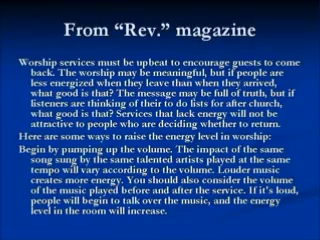 From “Rev.” magazine
Worship services must be upbeat to encourage guests to come
back. The worship may be meaningful, but if people are
less energized when they leave than when they arrived,
what good is that? The message may be full of truth, but if
listeners are thinking of their to do lists for after church,
what good is that? Services that lack energy will not be
attractive to people who are deciding whether to return.
Here are some ways to raise the energy level in worship:
Begin by pumping up the volume. The impact of the same
song sung by the same talented artists played at the same
tempo will vary according to the volume. Louder music
creates more energy. You should also consider the volume
of the music played before and after the service. If it's loud,
people will begin to talk over the music, and the energy
level in the room will increase.